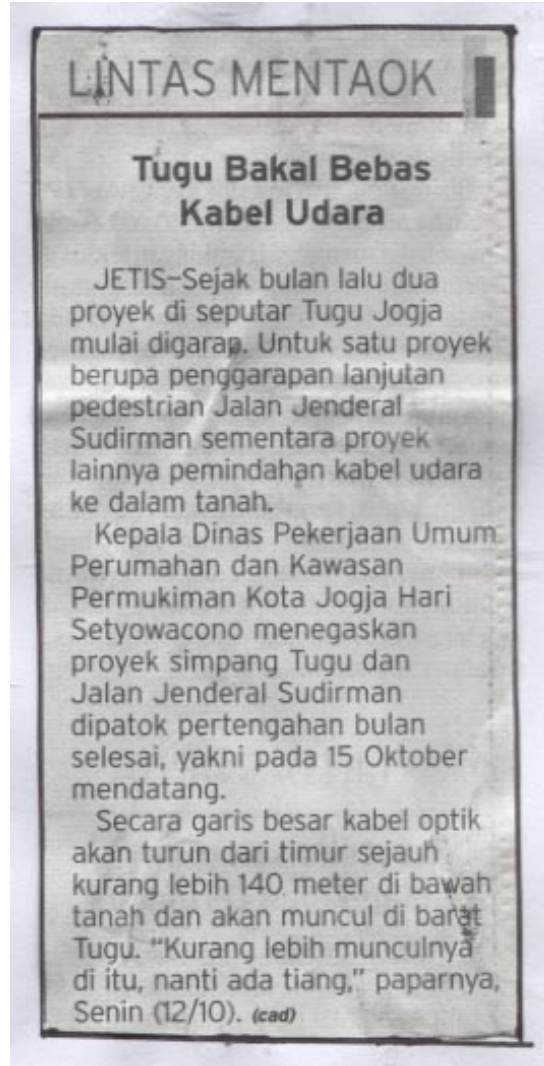 LINTAS MENTAOK
Tugu Bakal Bebas
Kabel Udara
JETIS–Sejak bulan lalu dua
proyek di seputar Tugu Jogja
mulai digarap. Untuk satu proyek
berupa penggarapan lanjutan
pedestrian Jalan Jenderal
Sudirman sementara proyek
lainnya pemindahan kabel udara
ke dalam tanah.
Kepala Dinas Pekerjaan Umum
Perumahan dan Kawasan
Permukiman Kota Jogja Hari
Setyowacono menegaskan
proyek simpang Tugu dan
Jalan Jenderal Sudirman
dipatok pertengahan bulan
selesai, yakni pada 15 Oktober
mendatang.
Secara garis besar kabel optik
akan turun dari timur sejauh
kurang lebih 140 meter di bawah
tanah dan akan muncul di barat
Tugu. “Kurang lebih munculnya
di itu, nanti ada tiang,” paparnya,
Senin (12/10). (cad)